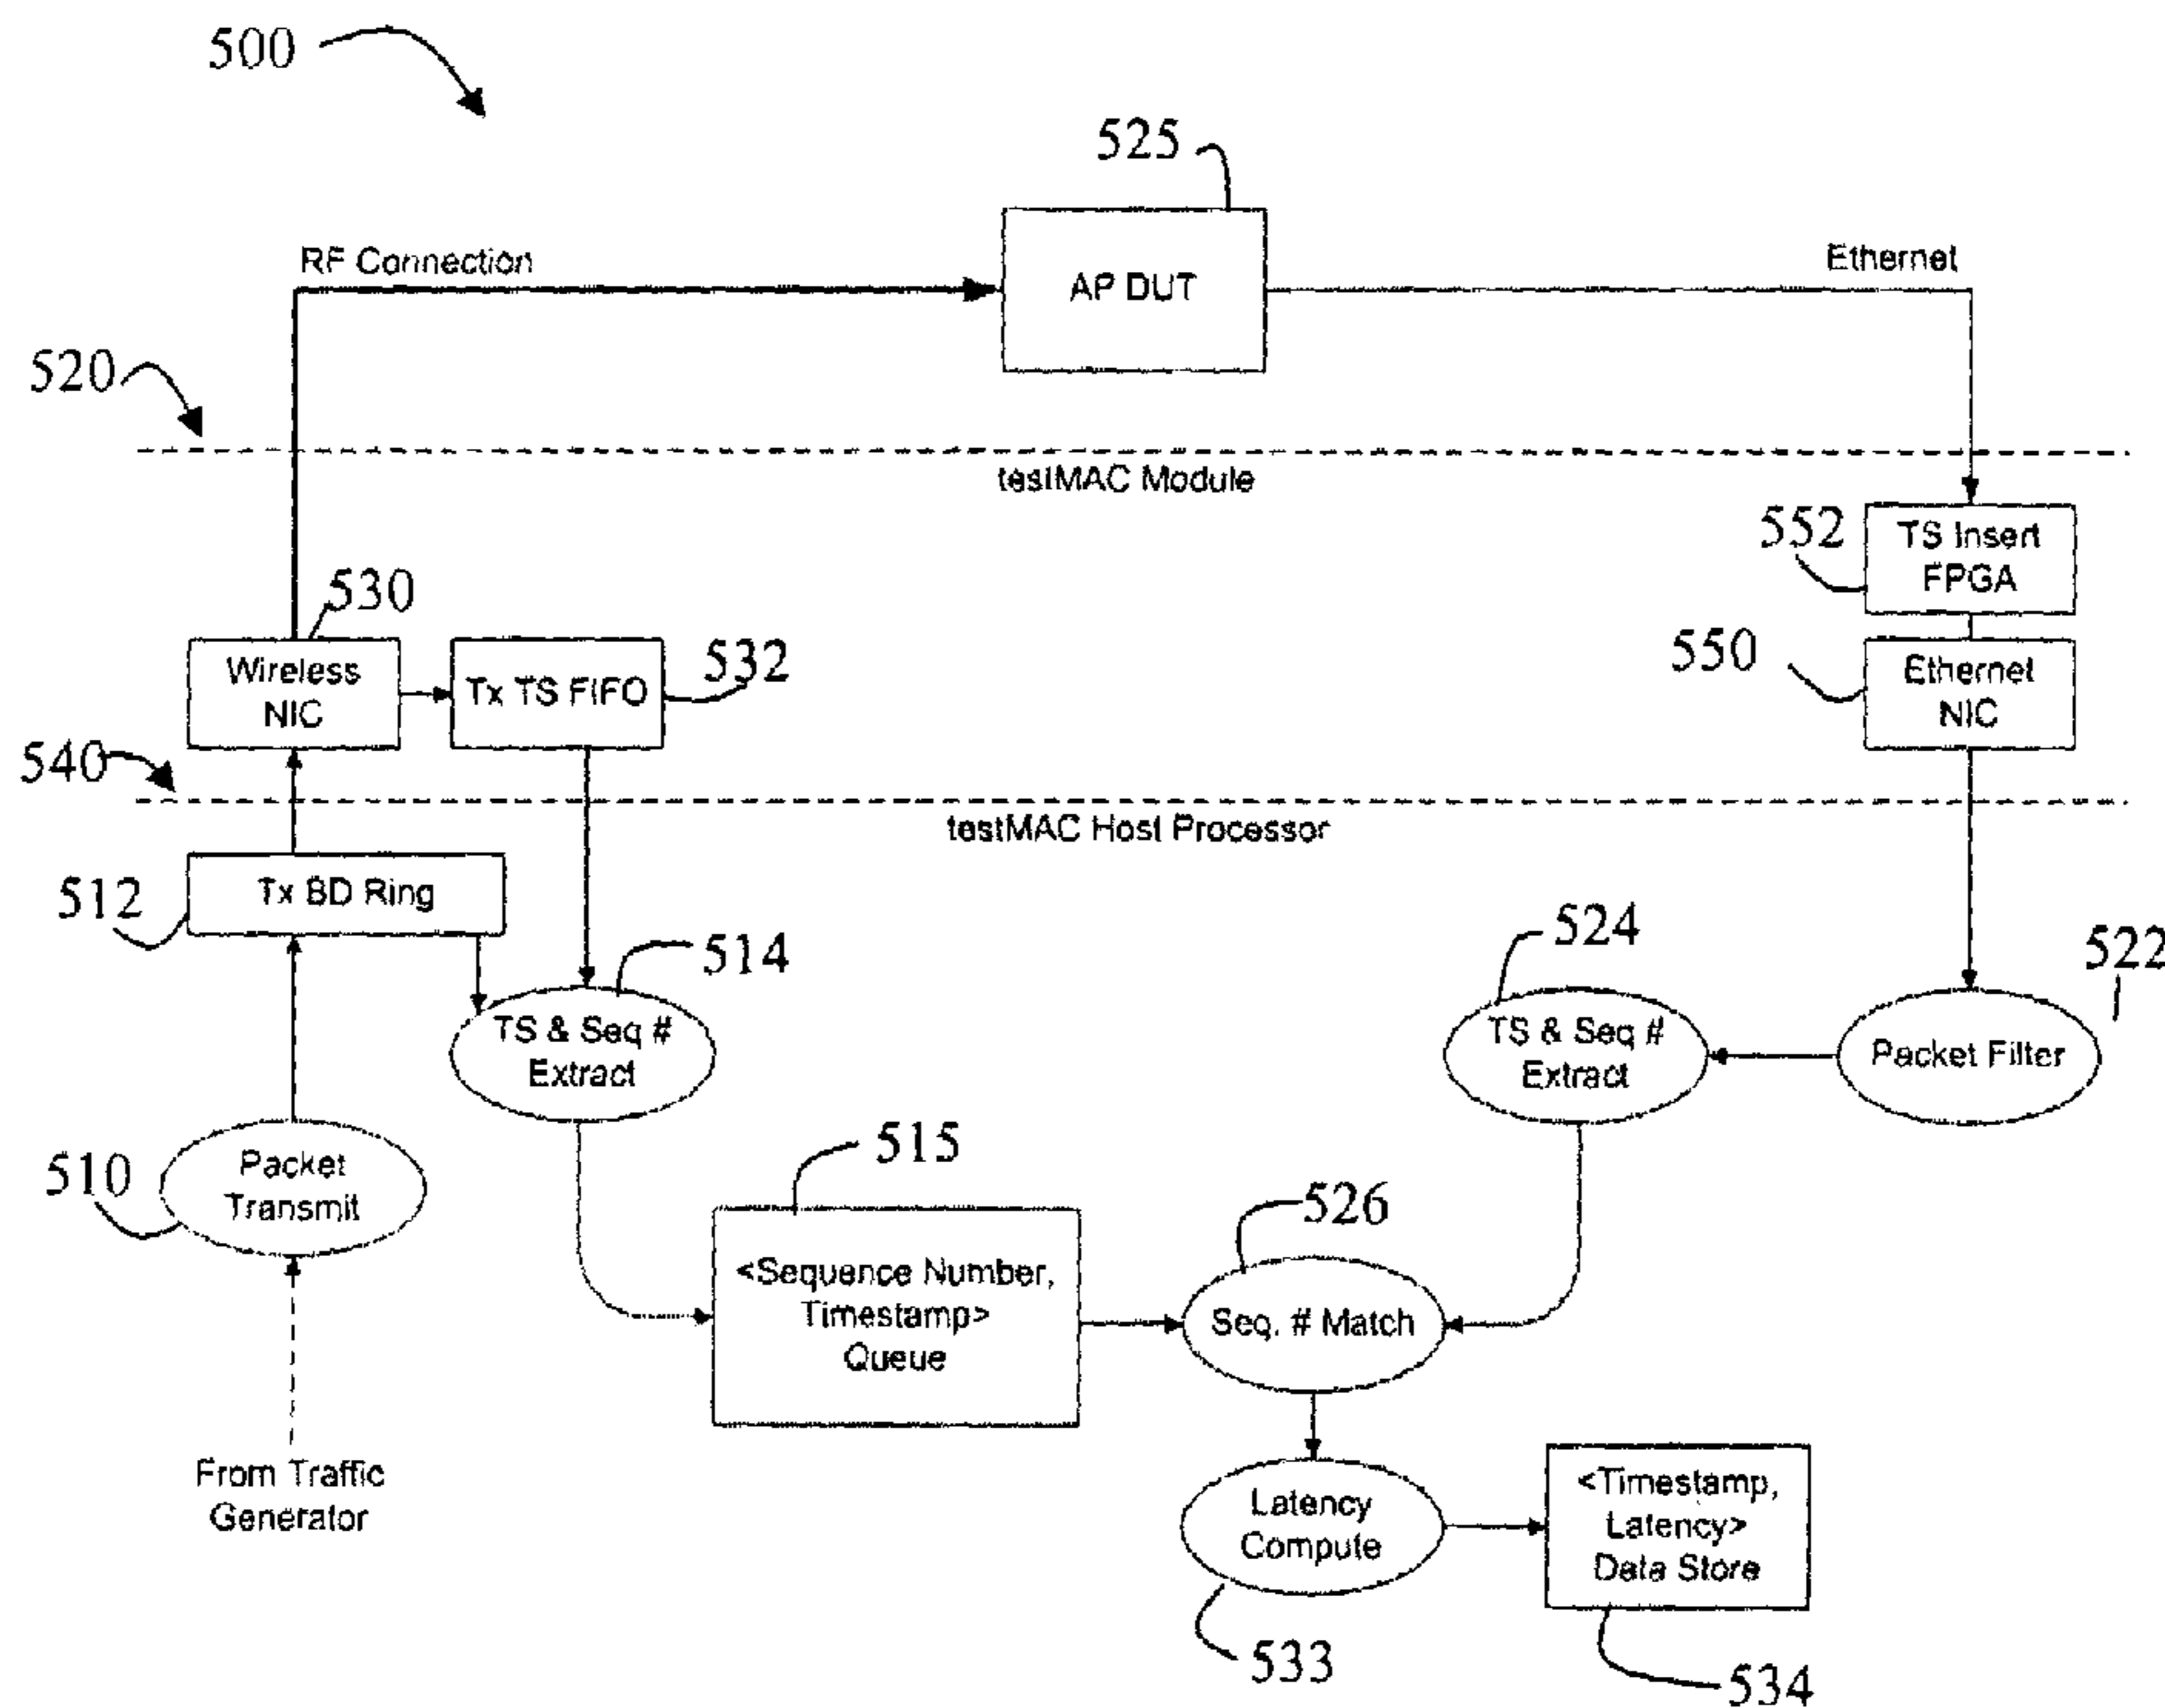 500
525
RF Connection
AP DUT
Ethernet
520
testMAC Module
552
TS Insert
FPGA
530
Wireless
NIC
Tx TS FIFO
532
550
Ethernet
NIC
540
testMAC Host Processor
512
Tx BD Ring
514
TS & Seq #
Extract
524
TS & Seq #
Extract
522
Packet Filter
510
Packet
Transmit
515
<Sequence Number,
Timestamp>
Queue
526
Seq. # Match
From Traffic
Generator
Latency
Compute
<Timestamp,
Latency>
Data Store
533
534